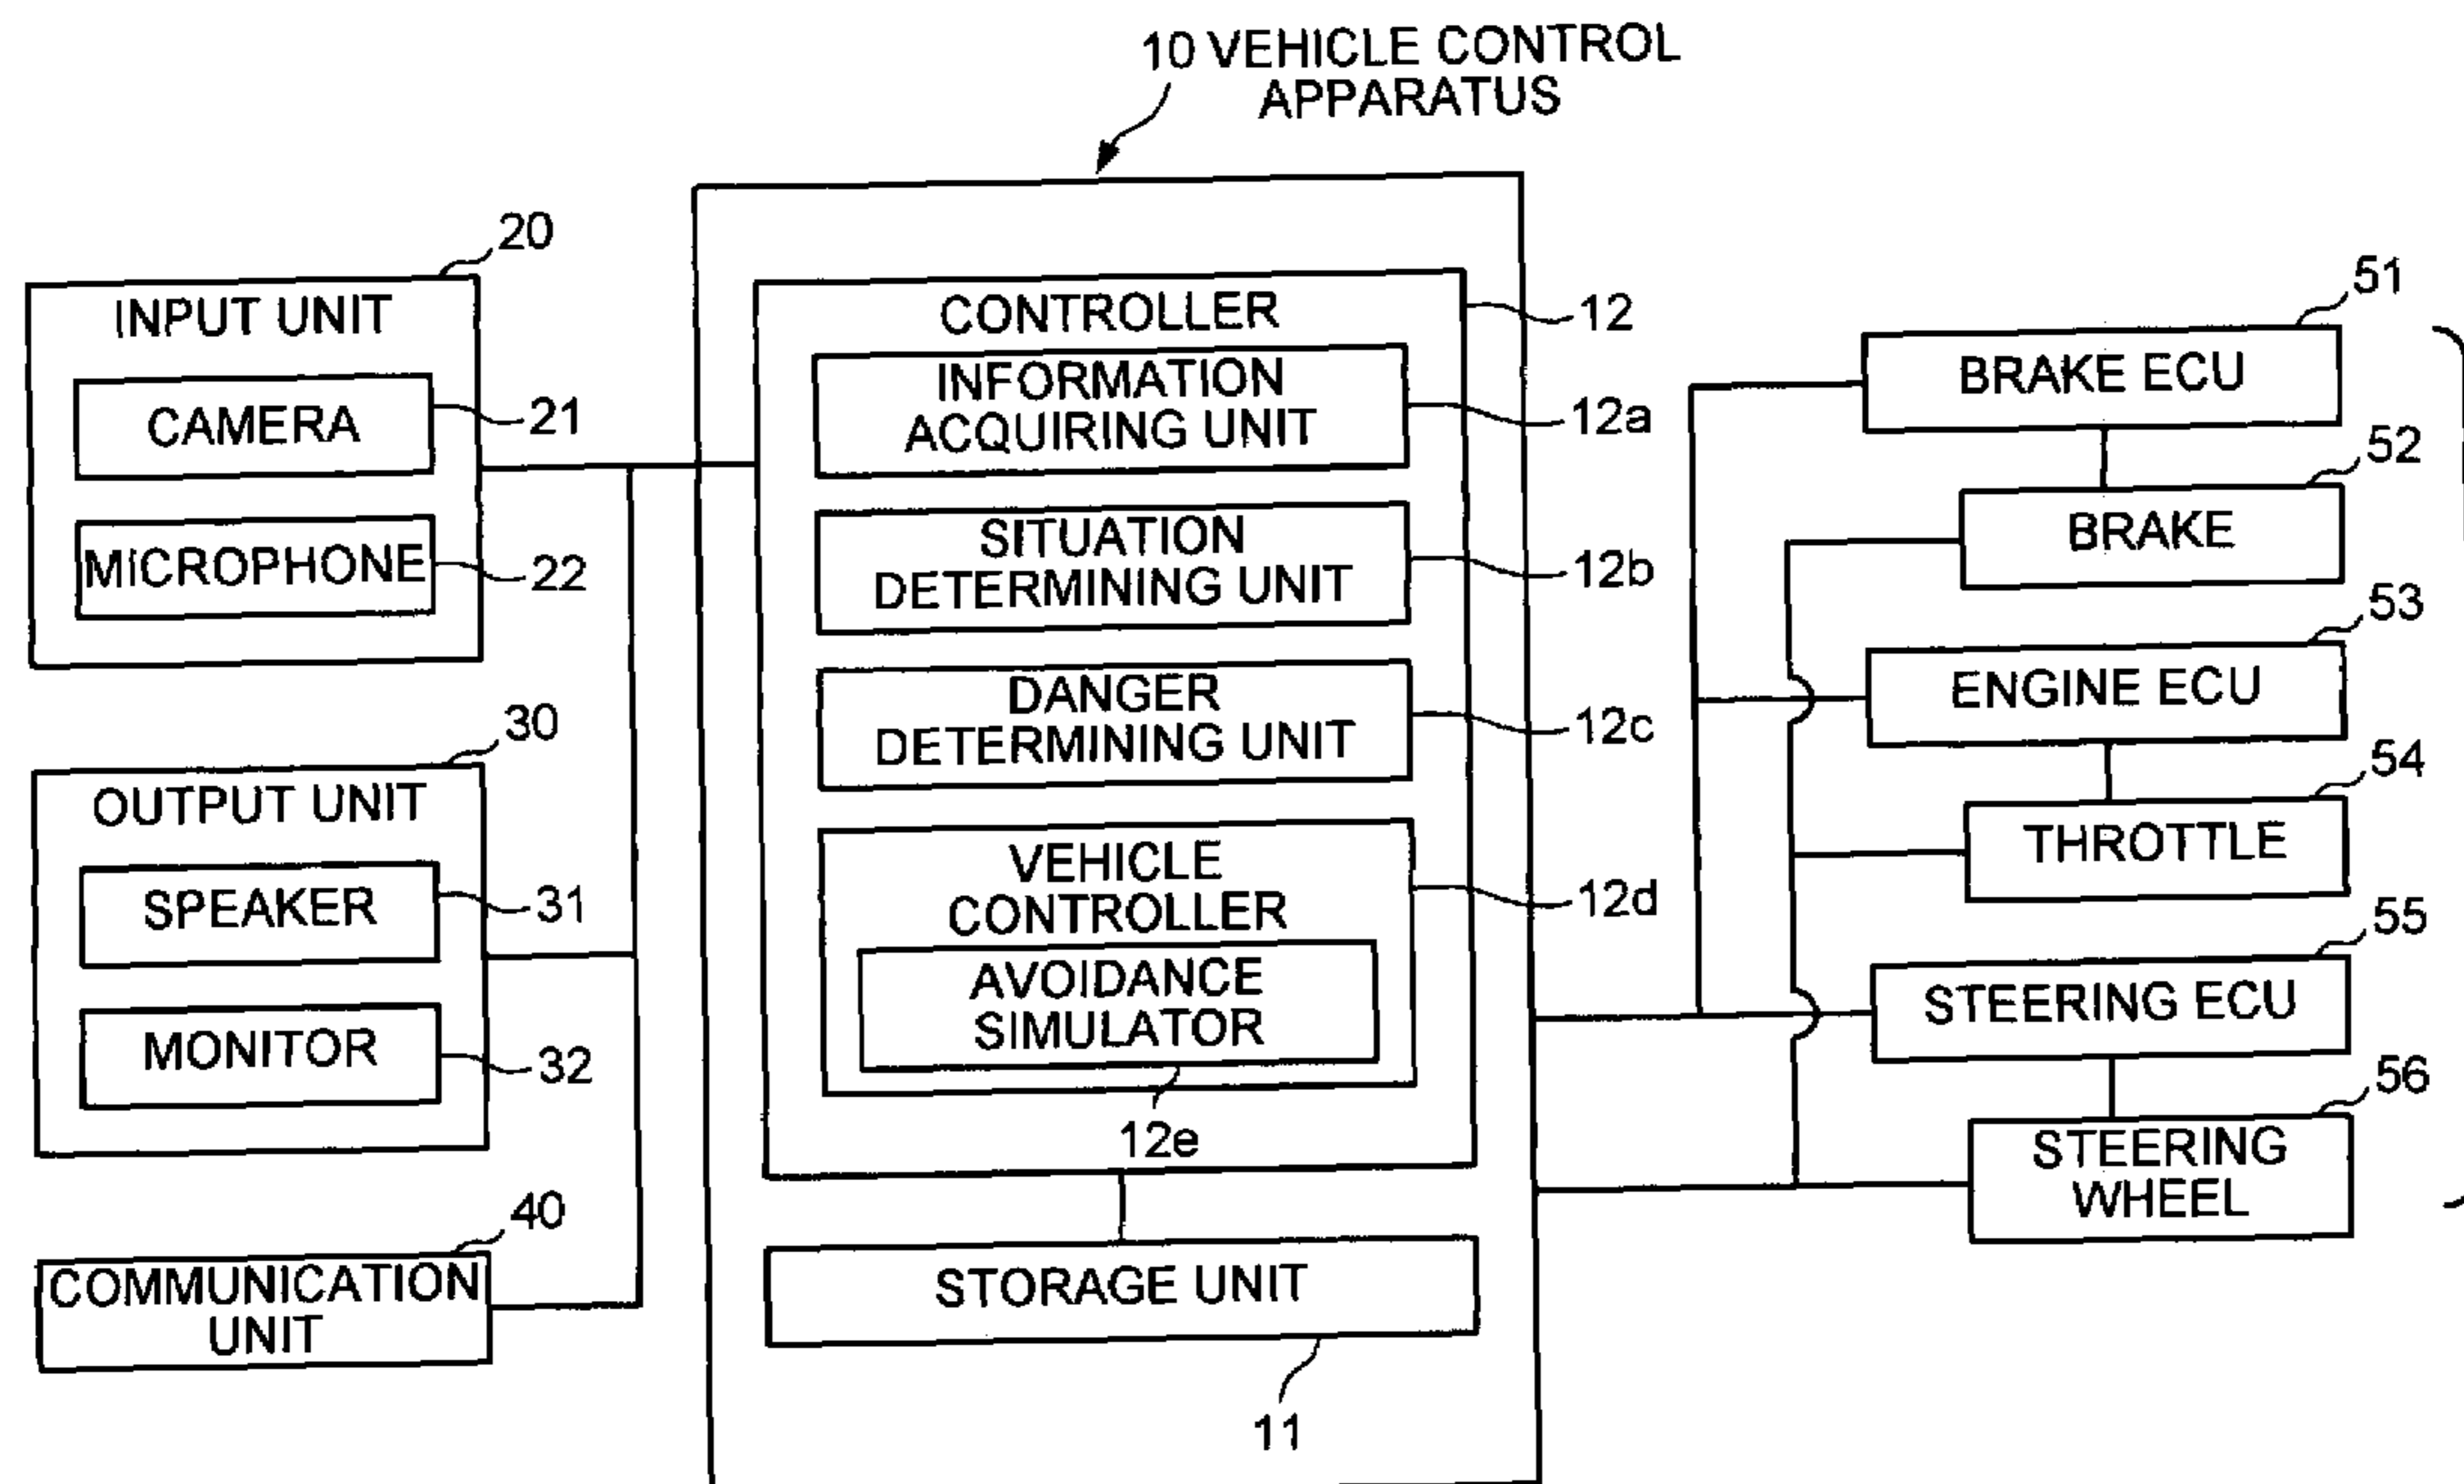 10 VEHICLE CONTROL
APPARATUS
20
INPUT UNIT
CAMERA
21
MICROPHONE
22
30
OUTPUT UNIT
SPEAKER
31
MONITOR
32
40
COMMUNICATION
UNIT
CONTROLLER
12
INFORMATION
ACQUIRING UNIT
12a
SITUATION
DETERMINING UNIT
12b
DANGER
DETERMINING UNIT
12c
VEHICLE
CONTROLLER
12d
AVOIDANCE
SIMULATOR
12e
STORAGE UNIT
11
51
BRAKE ECU
52
BRAKE
53
ENGINE ECU
54
THROTTLE
55
STEERING ECU
56
STEERING
WHEEL